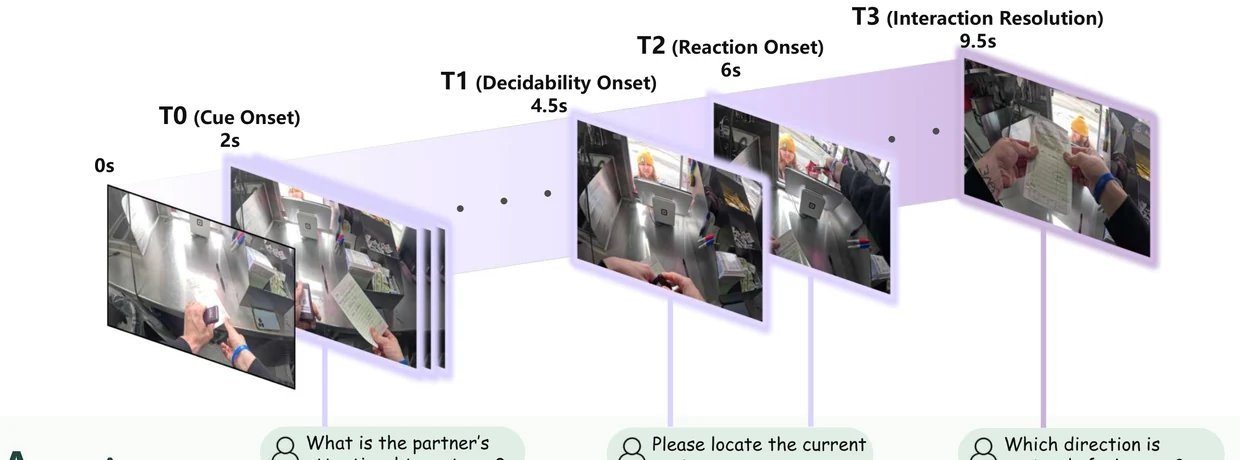 T3 (Interaction Resolution)
9.5s
T2 (Reaction Onset)
6s
T1 (Decidability Onset)
4.5s
T0 (Cue Onset)
2s
0s
What is the partner's
Please locate the current
Which direction is